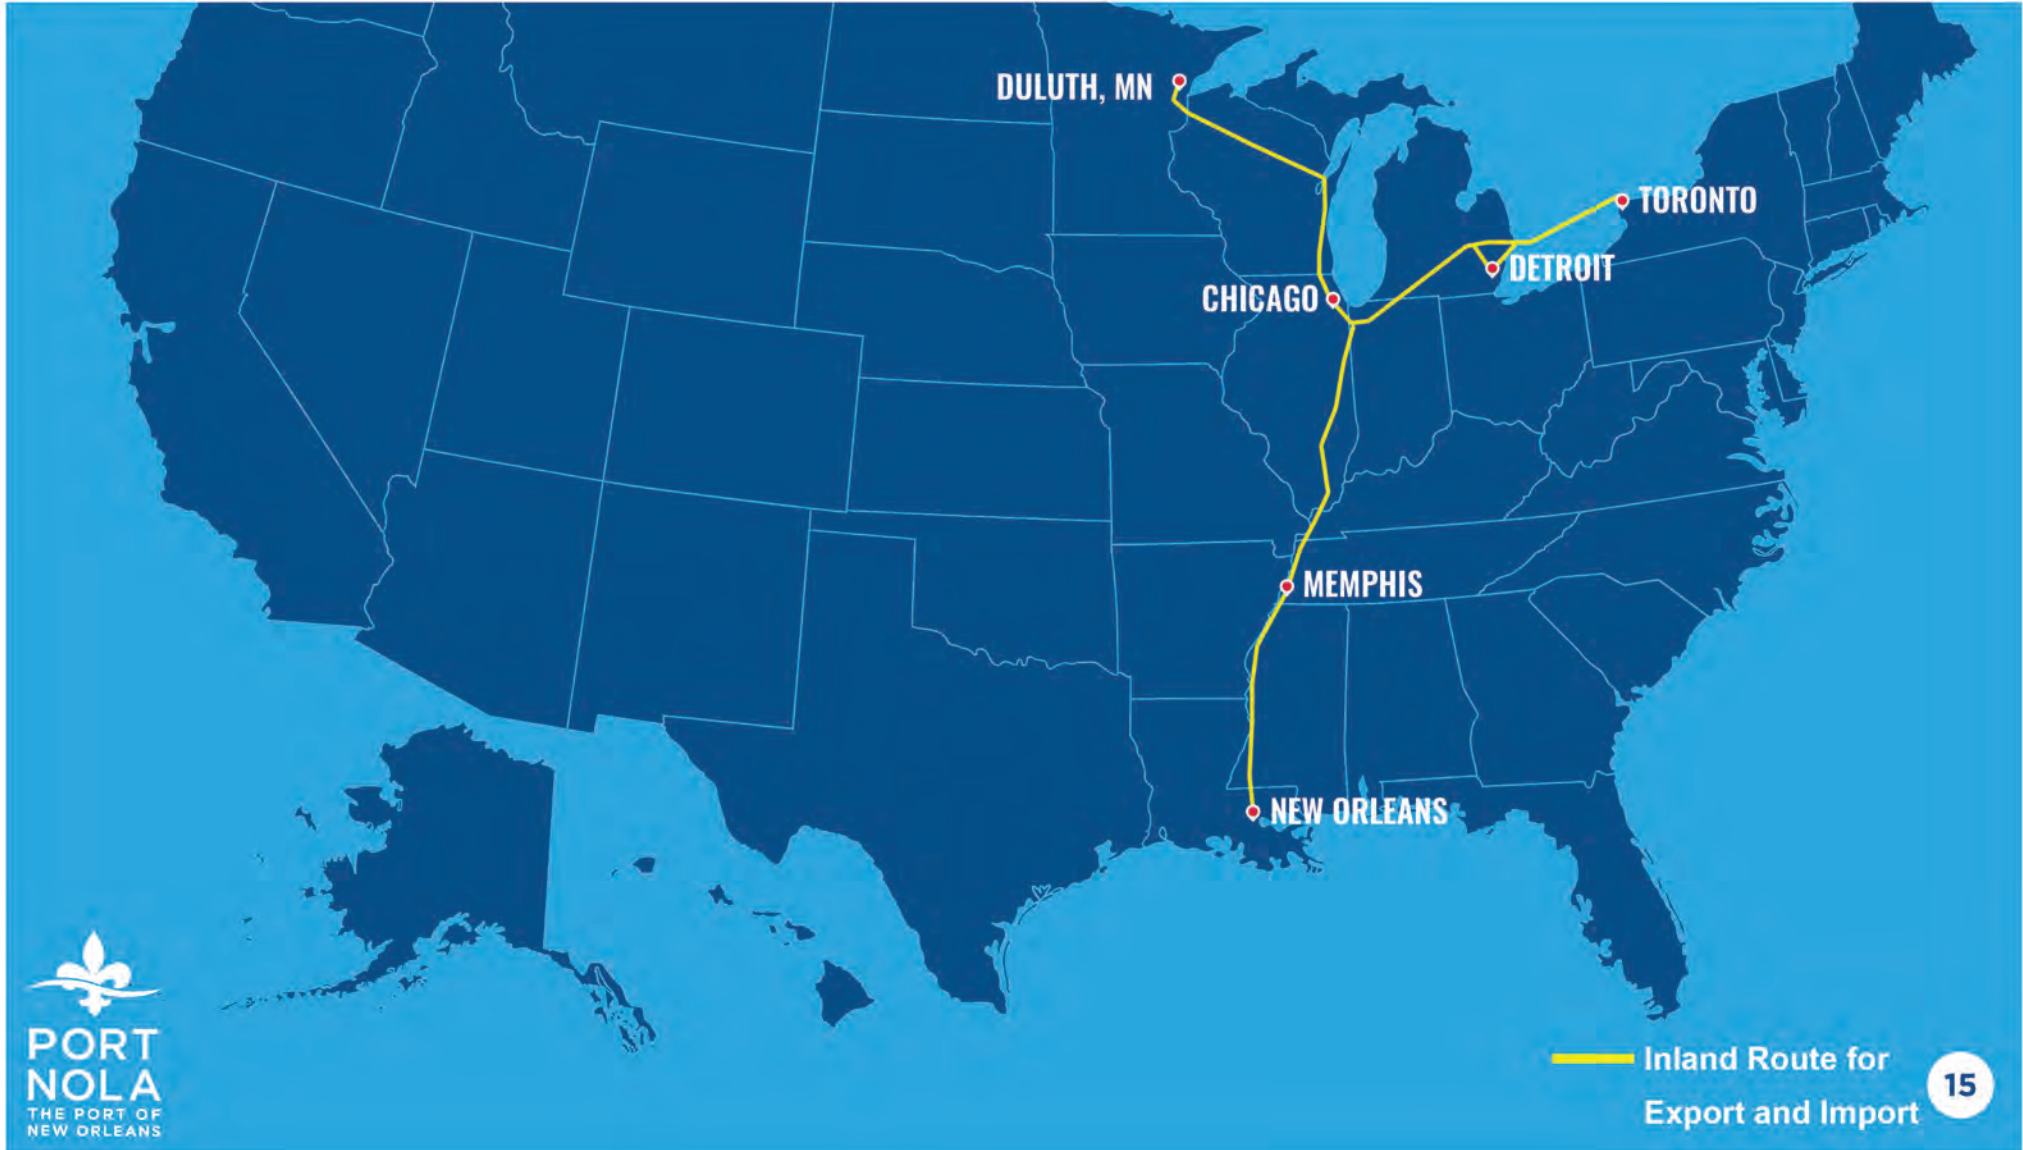 DULUTH, MN
TORONTO
DETROIT
CHICAGO
MEMPHIS
NEW ORLEANS
PORT
NOLA
THE PORT OF
NEW ORLEANS
Inland Route for
Export and Import
15